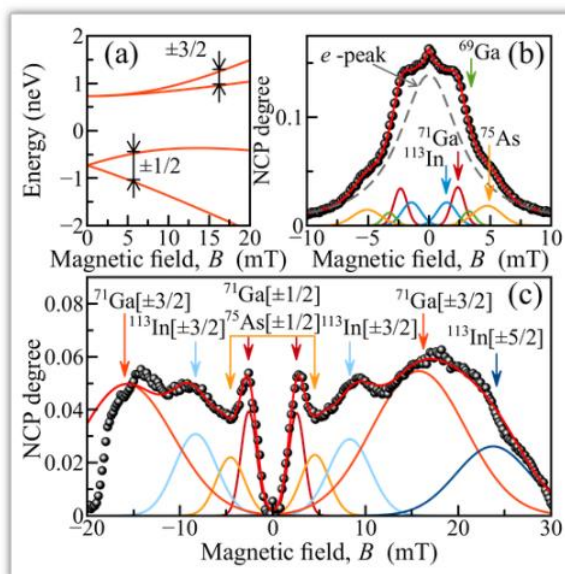 (a)
±3/2
±1/2
Energy (neV)
2
1
0
−1
−2
0 5 10 15 20
Magnetic field, B (mT)
(b)
e -peak
⁶⁹Ga
⁷¹Ga
¹¹³In
⁷⁵As
NCP degree
0.1
0
−10 −5 0 5 10
Magnetic field, B (mT)
(c)
⁷¹Ga[±3/2]
⁷¹Ga[±1/2]
⁷¹Ga[±3/2]
¹¹³In[±3/2]
⁷⁵As[±1/2]
¹¹³In[±3/2]
¹¹³In[±5/2]
NCP degree
0.08
0.06
0.04
0.02
0
−20 −10 0 10 20 30
Magnetic field, B (mT)